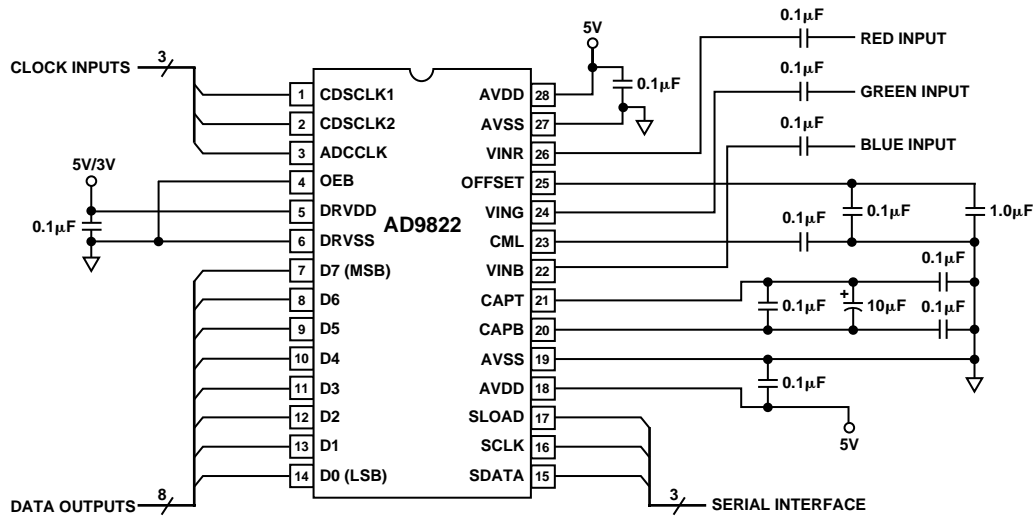 3
CLOCK INPUTS
5V
0.1μF
RED INPUT
0.1μF
GREEN INPUT
0.1μF
BLUE INPUT
0.1μF
5V/3V
0.1μF
AD9822
1 CDSCLK1
2 CDSCLK2
3 ADCCLK
4 OEB
5 DRVDD
6 DRVSS
7 D7 (MSB)
8 D6
9 D5
10 D4
11 D3
12 D2
13 D1
14 D0 (LSB)
AVDD 28
AVSS 27
VINR 26
OFFSET 25
VING 24
CML 23
VINB 22
CAPT 21
CAPB 20
AVSS 19
AVDD 18
SLOAD 17
SCLK 16
SDATA 15
0.1μF
1.0μF
0.1μF
0.1μF
0.1μF
+
10μF
0.1μF
0.1μF
5V
8
DATA OUTPUTS
3
SERIAL INTERFACE